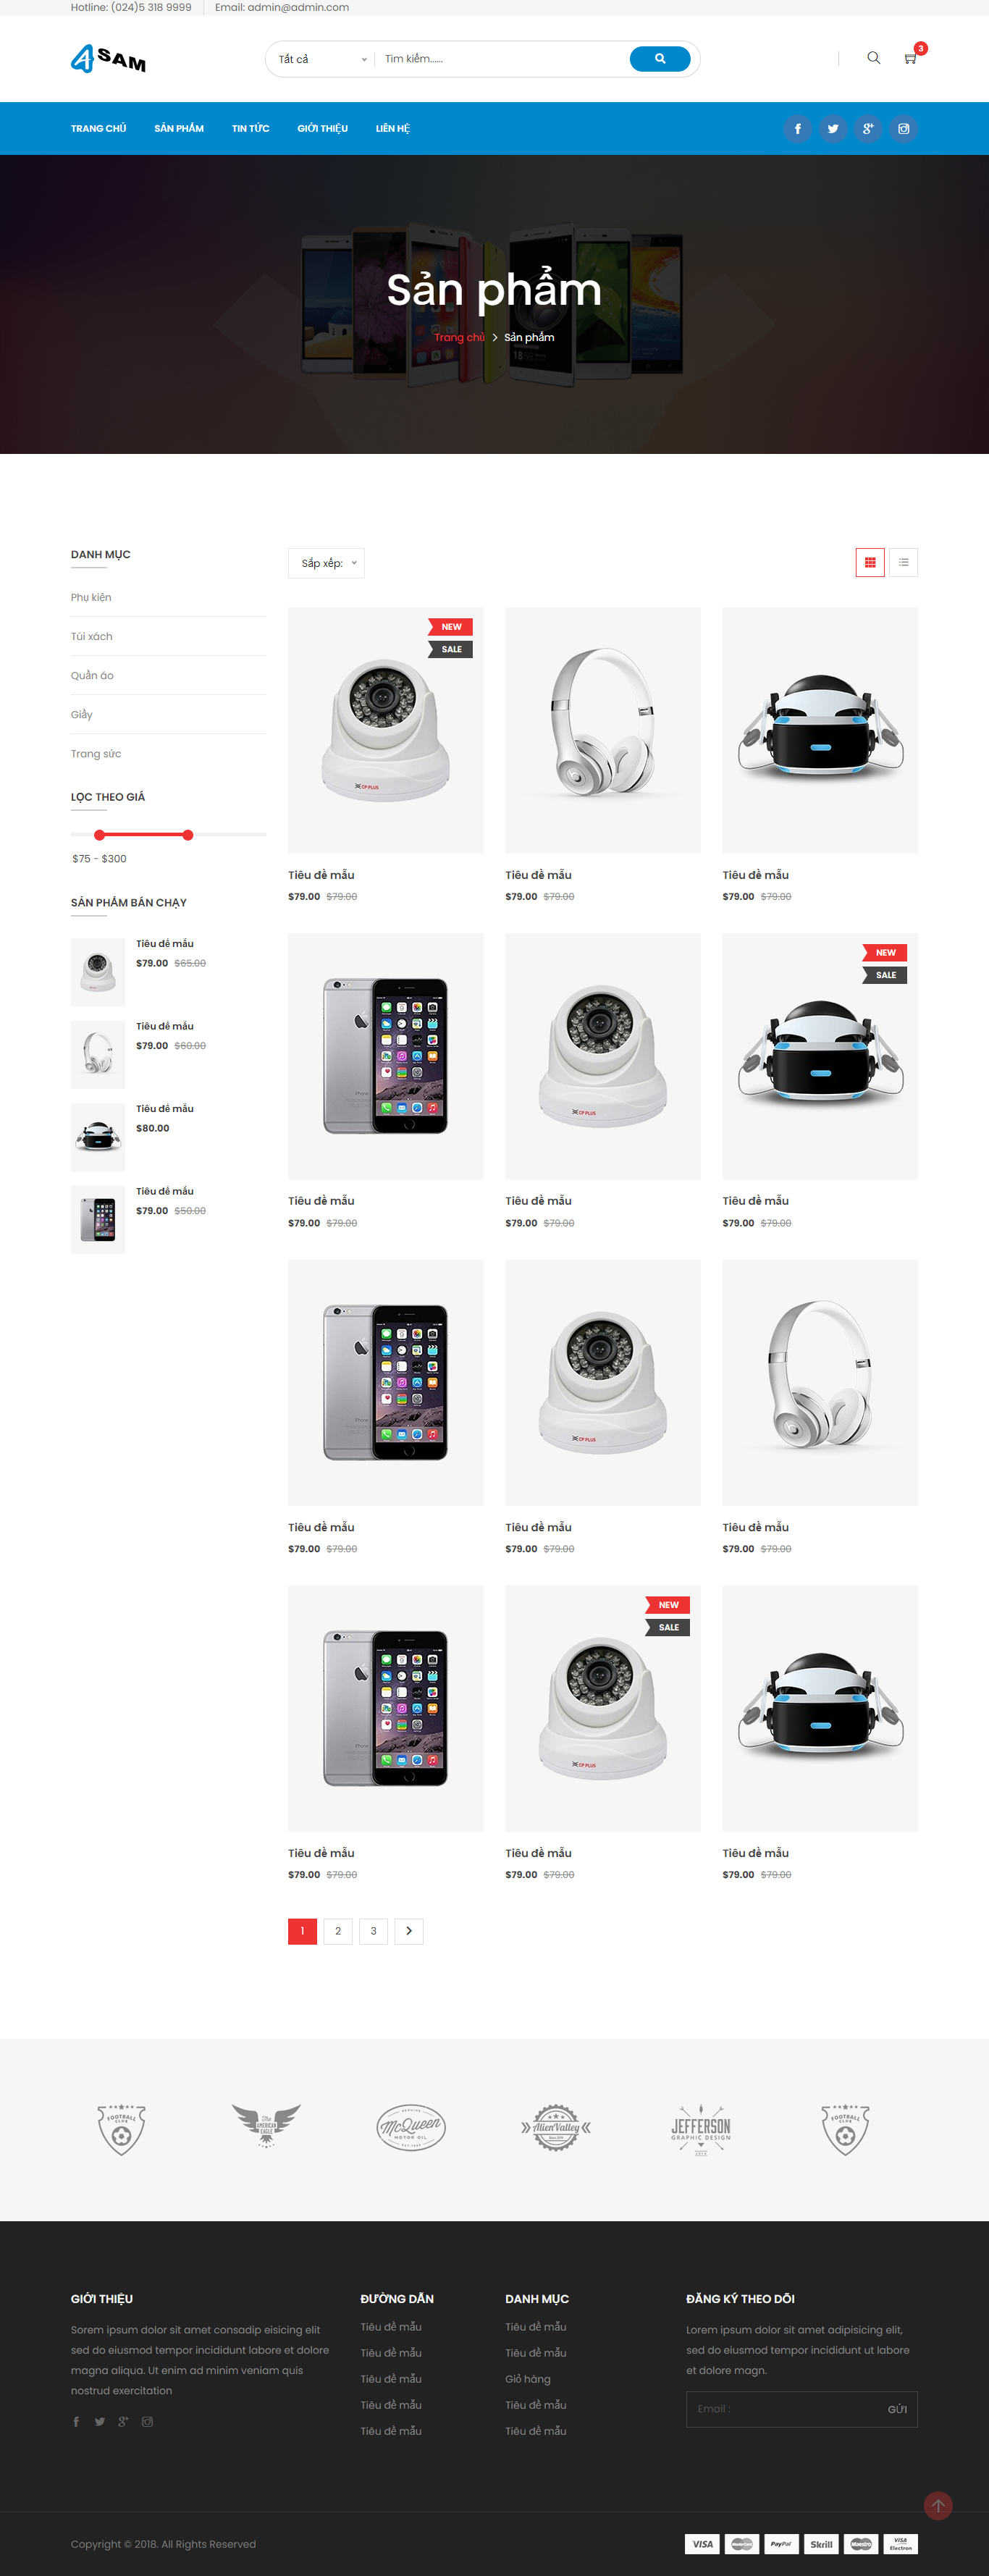 Hotline: (024)5 318 9999
Email: admin@admin.com
4SAM
Tất cả
Tìm kiếm......
3
TRANG CHỦ
SẢN PHẨM
TIN TỨC
GIỚI THIỆU
LIÊN HỆ
Sản phẩm
Trang chủ > Sản phẩm
DANH MỤC
Phụ kiện
Túi xách
Quần áo
Giầy
Trang sức
LỌC THEO GIÁ
$75 - $300
SẢN PHẨM BÁN CHẠY
Tiêu đề mẫu
$79.00 $65.00
Tiêu đề mẫu
$79.00 $60.00
Tiêu đề mẫu
$80.00
Tiêu đề mẫu
$79.00 $50.00
Sắp xếp:
NEW
SALE
CP PLUS
Tiêu đề mẫu
$79.00 $79.00
Tiêu đề mẫu
$79.00 $79.00
Tiêu đề mẫu
$79.00 $79.00
CP PLUS
NEW
SALE
Tiêu đề mẫu
$79.00 $79.00
Tiêu đề mẫu
$79.00 $79.00
Tiêu đề mẫu
$79.00 $79.00
CP PLUS
Tiêu đề mẫu
$79.00 $79.00
Tiêu đề mẫu
$79.00 $79.00
Tiêu đề mẫu
$79.00 $79.00
NEW
SALE
CP PLUS
Tiêu đề mẫu
$79.00 $79.00
Tiêu đề mẫu
$79.00 $79.00
Tiêu đề mẫu
$79.00 $79.00
1
2
3
FOOTBALL
CLUB
The
AMERICAN
EAGLE
McQueen
MOTOR OIL
AlienValley
JEFFERSON
GRAPHIC DESIGN
FOOTBALL
CLUB
GIỚI THIỆU
Sorem ipsum dolor sit amet consadip eisicing elit
sed do eiusmod tempor incididunt labore et dolore
magna aliqua. Ut enim ad minim veniam quis
nostrud exercitation
ĐƯỜNG DẪN
Tiêu đề mẫu
Tiêu đề mẫu
Tiêu đề mẫu
Tiêu đề mẫu
Tiêu đề mẫu
DANH MỤC
Tiêu đề mẫu
Tiêu đề mẫu
Giỏ hàng
Tiêu đề mẫu
Tiêu đề mẫu
ĐĂNG KÝ THEO DÕI
Lorem ipsum dolor sit amet adipisicing elit,
sed do eiusmod tempor incididunt ut labore
et dolore magn.
Email :
GỬI
Copyright © 2018. All Rights Reserved
VISA
MasterCard
PayPal
Skrill
Maestro
VISA
Electron